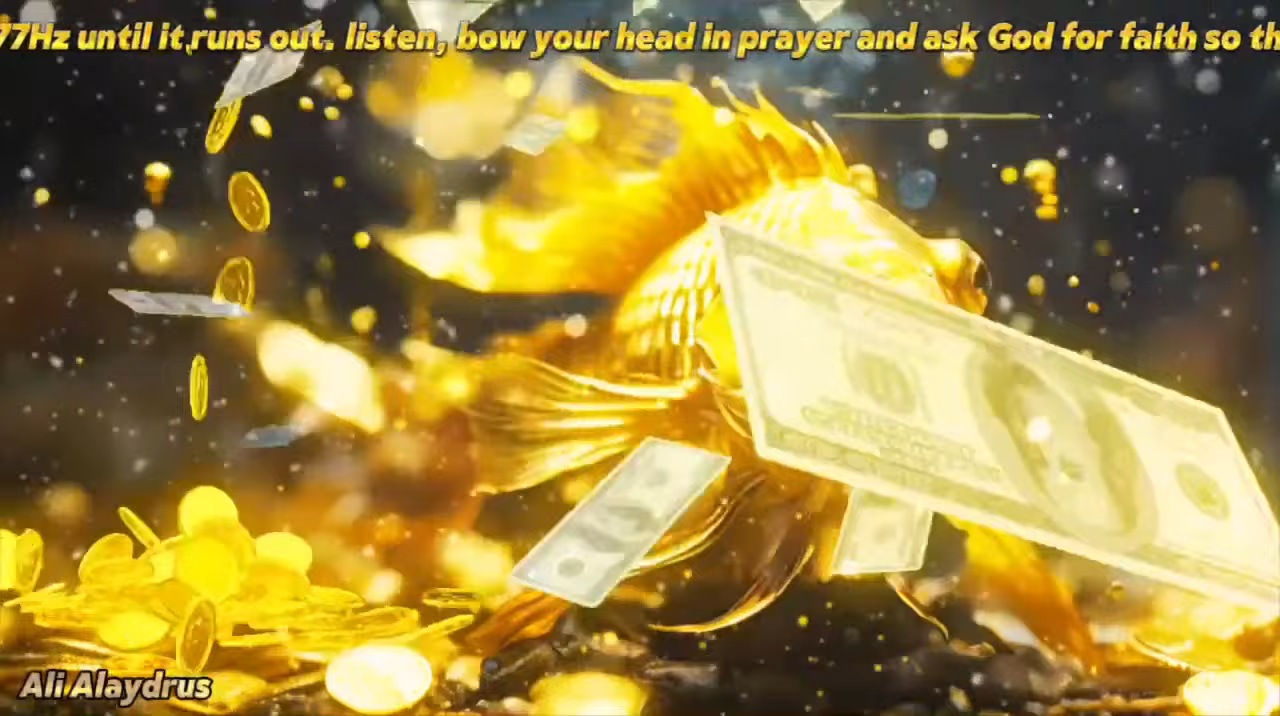 77Hz until it runs out. listen, bow your head in prayer and ask God for faith so th
Ali Alaydrus